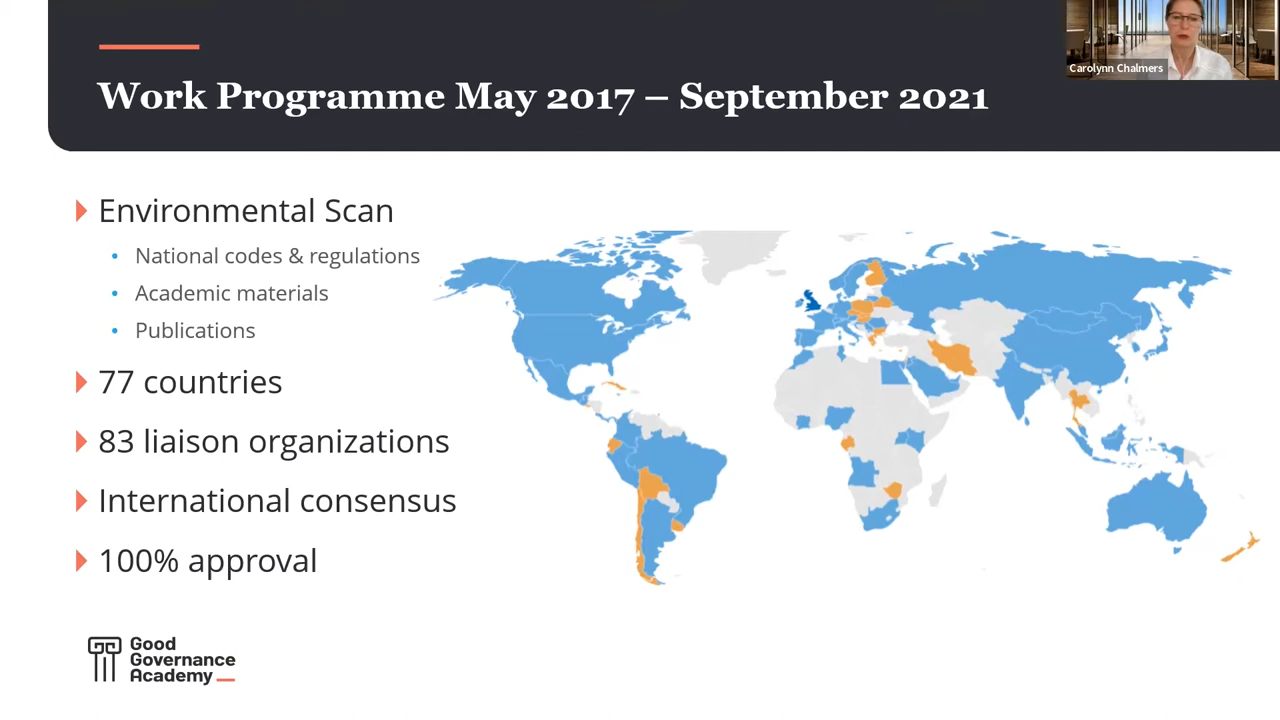 Carolynn Chalmers
Work Programme May 2017 – September 2021
Environmental Scan
National codes & regulations
Academic materials
Publications
77 countries
83 liaison organizations
International consensus
100% approval
Good
Governance
Academy